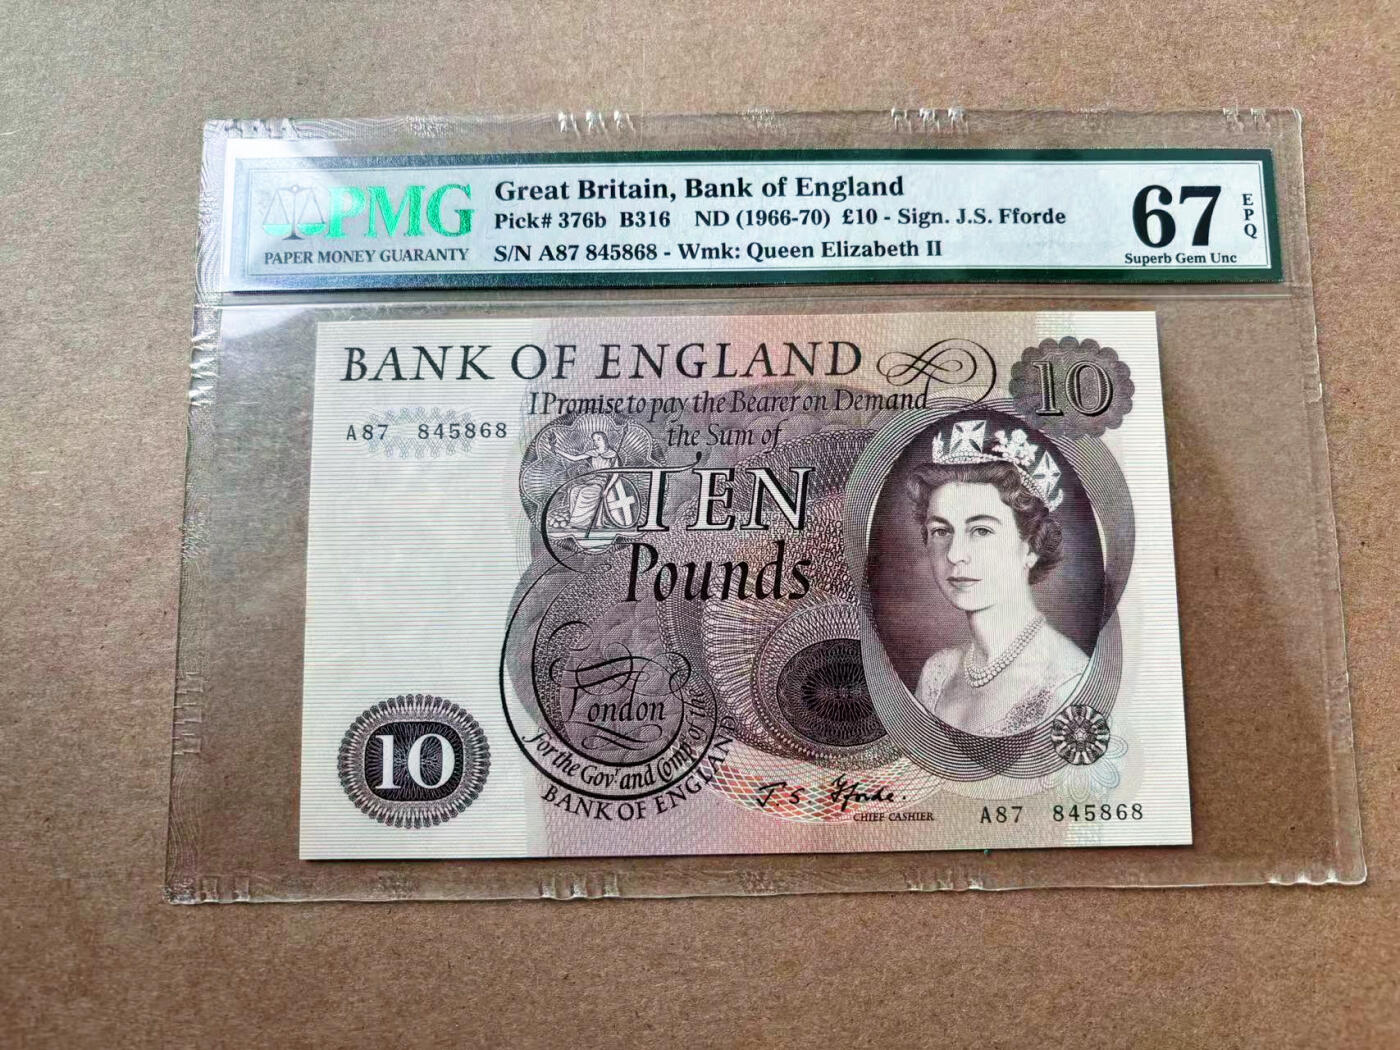 PMG
PAPER MONEY GUARANTY
Great Britain, Bank of England
Pick# 376b B316 ND (1966-70) £10 - Sign. J.S. Fforde
S/N A87 845868 - Wmk: Queen Elizabeth II
67
EPQ
Superb Gem Unc
BANK OF ENGLAND
10
I Promise to pay the Bearer on Demand
the Sum of
A87 845868
TEN
Pounds
London
For the Govr and Compa of the
BANK OF ENGLAND
10
J. S. Fforde.
CHIEF CASHIER
A87 845868